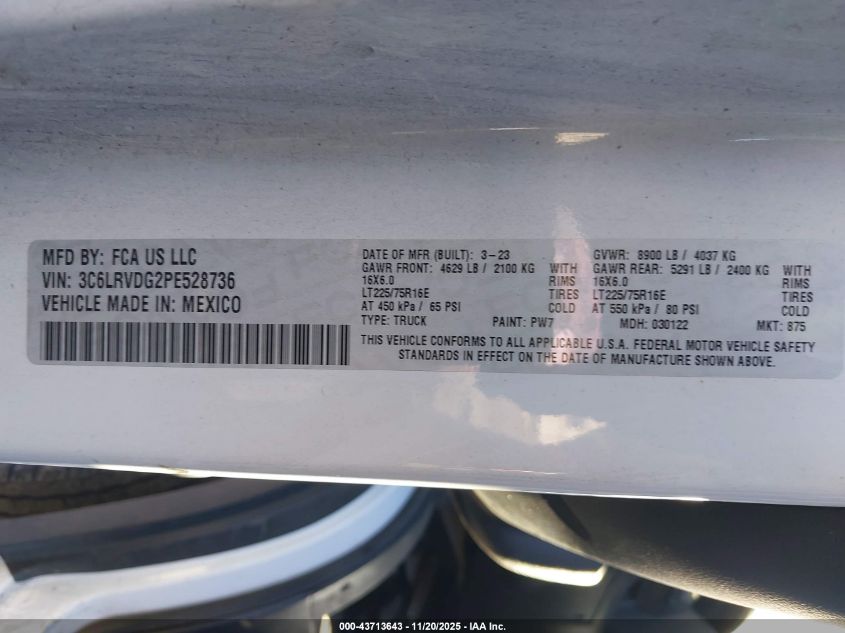 MFD BY: FCA US LLC
VIN: 3C6LRVDG2PE528736
VEHICLE MADE IN: MEXICO
DATE OF MFR (BUILT): 3-23
GAWR FRONT: 4629 LB / 2100 KG WITH
16X6.0 RIMS
LT225/75R16E TIRES
AT 450 kPa / 65 PSI COLD
TYPE: TRUCK PAINT: PW7
GVWR: 8900 LB / 4037 KG
GAWR REAR: 5291 LB / 2400 KG WITH
16X6.0 RIMS
LT225/75R16E TIRES
AT 550 kPa / 80 PSI COLD
MDH: 030122 MKT: 875
THIS VEHICLE CONFORMS TO ALL APPLICABLE U.S.A. FEDERAL MOTOR VEHICLE SAFETY
STANDARDS IN EFFECT ON THE DATE OF MANUFACTURE SHOWN ABOVE.
000-43713643 - 11/20/2025 - IAA Inc.